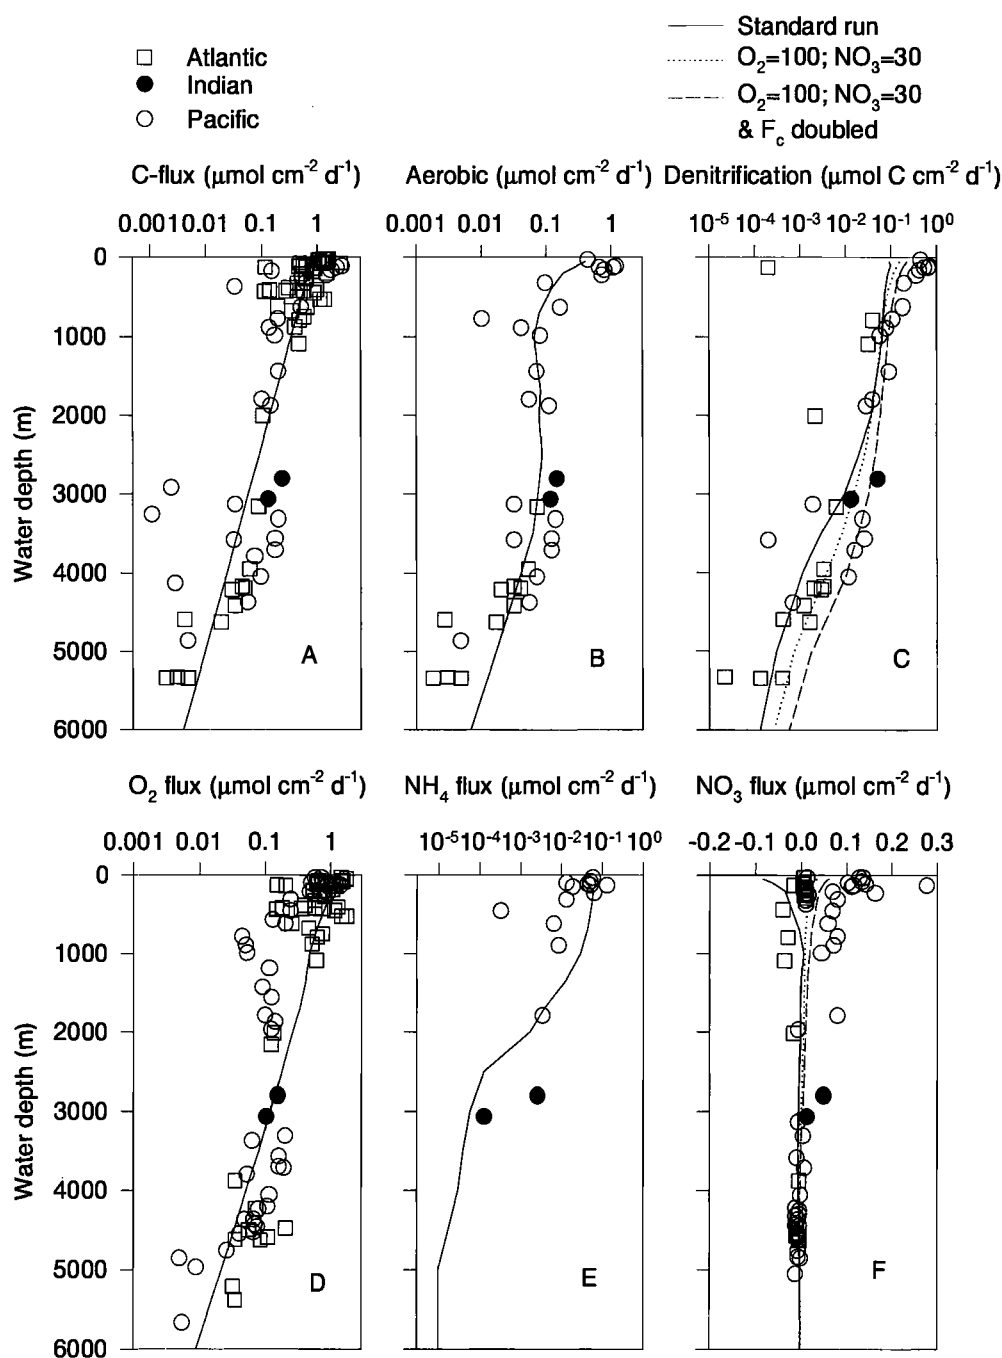 Atlantic
Indian
Pacific
Standard run
O₂=100; NO₃=30
O₂=100; NO₃=30
& F_c doubled
C-flux (μmol cm⁻² d⁻¹)
Aerobic (μmol cm⁻² d⁻¹)
Denitrification (μmol C cm⁻² d⁻¹)
0.001 0.01 0.1 1
0.001 0.01 0.1 1
10⁻⁵ 10⁻⁴ 10⁻³ 10⁻² 10⁻¹ 10⁰
0
1000
2000
3000
4000
5000
6000
Water depth (m)
A
B
C
O₂ flux (μmol cm⁻² d⁻¹)
NH₄ flux (μmol cm⁻² d⁻¹)
NO₃ flux (μmol cm⁻² d⁻¹)
0.001 0.01 0.1 1
10⁻⁵ 10⁻⁴ 10⁻³ 10⁻² 10⁻¹ 10⁰
-0.2 -0.1 0.0 0.1 0.2 0.3
0
1000
2000
3000
4000
5000
6000
Water depth (m)
D
E
F